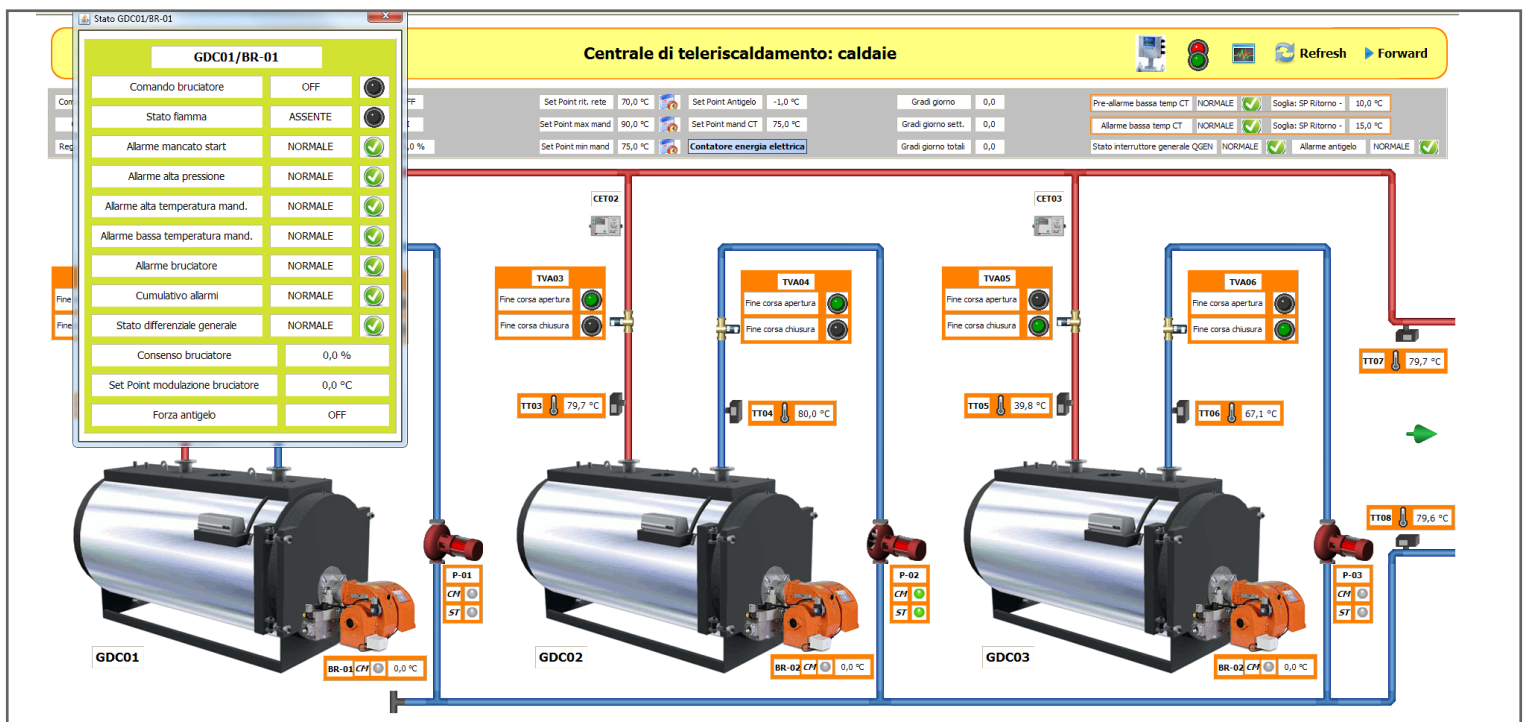 Stato GDC01/BR-01
GDC01/BR-01
Comando bruciatore OFF
Stato fiamma ASSENTE
Allarme mancato start NORMALE
Allarme alta pressione NORMALE
Allarme alta temperatura mand. NORMALE
Allarme bassa temperatura mand. NORMALE
Allarme bruciatore NORMALE
Cumulativo allarmi NORMALE
Stato differenziale generale NORMALE
Consenso bruciatore 0,0 %
Set Point modulazione bruciatore 0,0 °C
Forza antigelo OFF
Centrale di teleriscaldamento: caldaie
Refresh Forward
Set Point rit. rete 70,0 °C Set Point Antigelo -1,0 °C Gradi giorno 0,0 Pre-allarme bassa temp CT NORMALE Soglia: SP Ritorno - 10,0 °C
Set Point max mand 90,0 °C Set Point mand CT 75,0 °C Gradi giorno sett. 0,0 Allarme bassa temp CT NORMALE Soglia: SP Ritorno - 15,0 °C
Set Point min mand 75,0 °C Contatore energia elettrica Gradi giorno totali 0,0 Stato interruttore generale QGEN NORMALE Allarme antigelo NORMALE
CET02 CET03
TVA03
Fine corsa apertura
Fine corsa chiusura
TVA04
Fine corsa apertura
Fine corsa chiusura
TVA05
Fine corsa apertura
Fine corsa chiusura
TVA06
Fine corsa apertura
Fine corsa chiusura
TT07 79,7 °C
TT03 79,7 °C
TT04 80,0 °C
TT05 39,8 °C
TT06 67,1 °C
TT08 79,6 °C
P-01
CM
ST
P-02
CM
ST
P-03
CM
ST
GDC01
BR-01 CM 0,0 °C
GDC02
BR-02 CM 0,0 °C
GDC03
BR-02 CM 0,0 °C